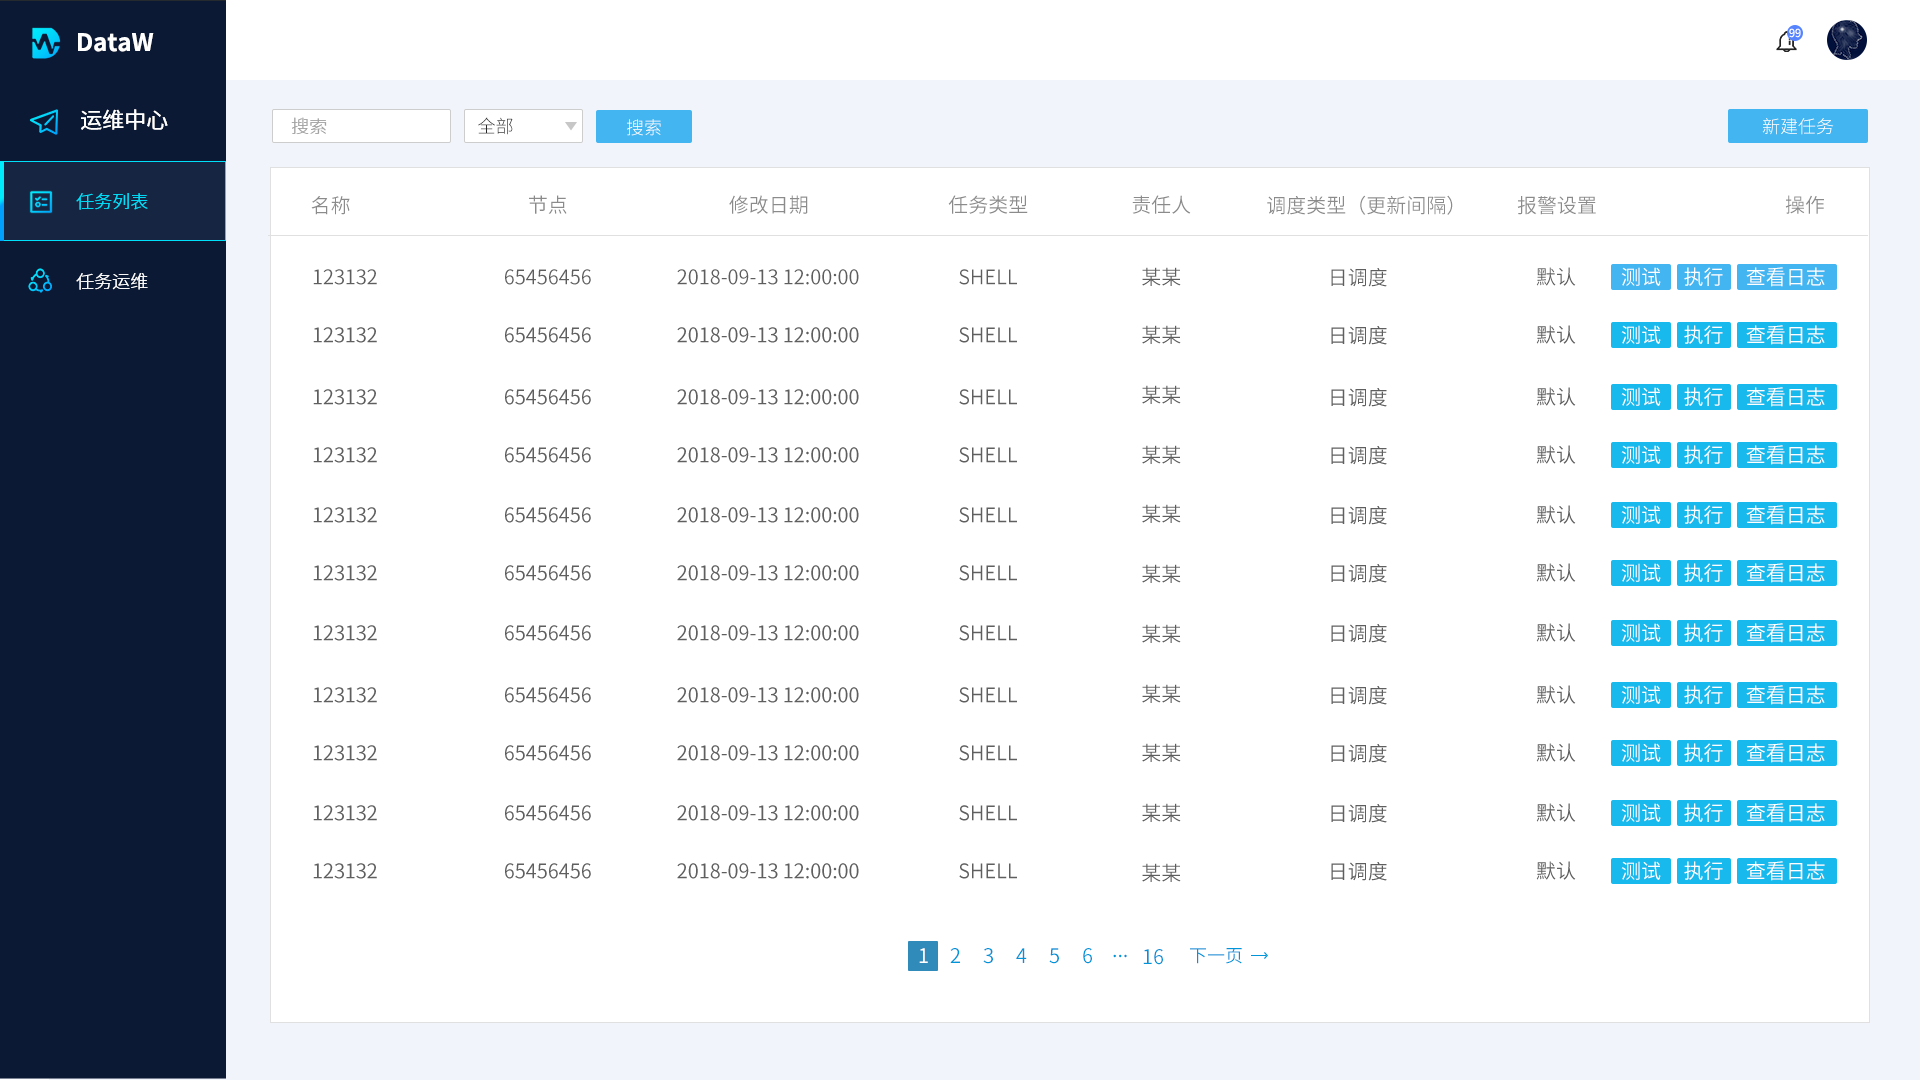 DataW
运维中心
任务列表
任务运维
99
搜索 全部 搜索 新建任务
名称 节点 修改日期 任务类型 责任人 调度类型（更新间隔） 报警设置 操作
123132 65456456 2018-09-13 12:00:00 SHELL 某某 日调度 默认 测试 执行 查看日志
123132 65456456 2018-09-13 12:00:00 SHELL 某某 日调度 默认 测试 执行 查看日志
123132 65456456 2018-09-13 12:00:00 SHELL 某某 日调度 默认 测试 执行 查看日志
123132 65456456 2018-09-13 12:00:00 SHELL 某某 日调度 默认 测试 执行 查看日志
123132 65456456 2018-09-13 12:00:00 SHELL 某某 日调度 默认 测试 执行 查看日志
123132 65456456 2018-09-13 12:00:00 SHELL 某某 日调度 默认 测试 执行 查看日志
123132 65456456 2018-09-13 12:00:00 SHELL 某某 日调度 默认 测试 执行 查看日志
123132 65456456 2018-09-13 12:00:00 SHELL 某某 日调度 默认 测试 执行 查看日志
123132 65456456 2018-09-13 12:00:00 SHELL 某某 日调度 默认 测试 执行 查看日志
123132 65456456 2018-09-13 12:00:00 SHELL 某某 日调度 默认 测试 执行 查看日志
123132 65456456 2018-09-13 12:00:00 SHELL 某某 日调度 默认 测试 执行 查看日志
1 2 3 4 5 6 ··· 16 下一页 →